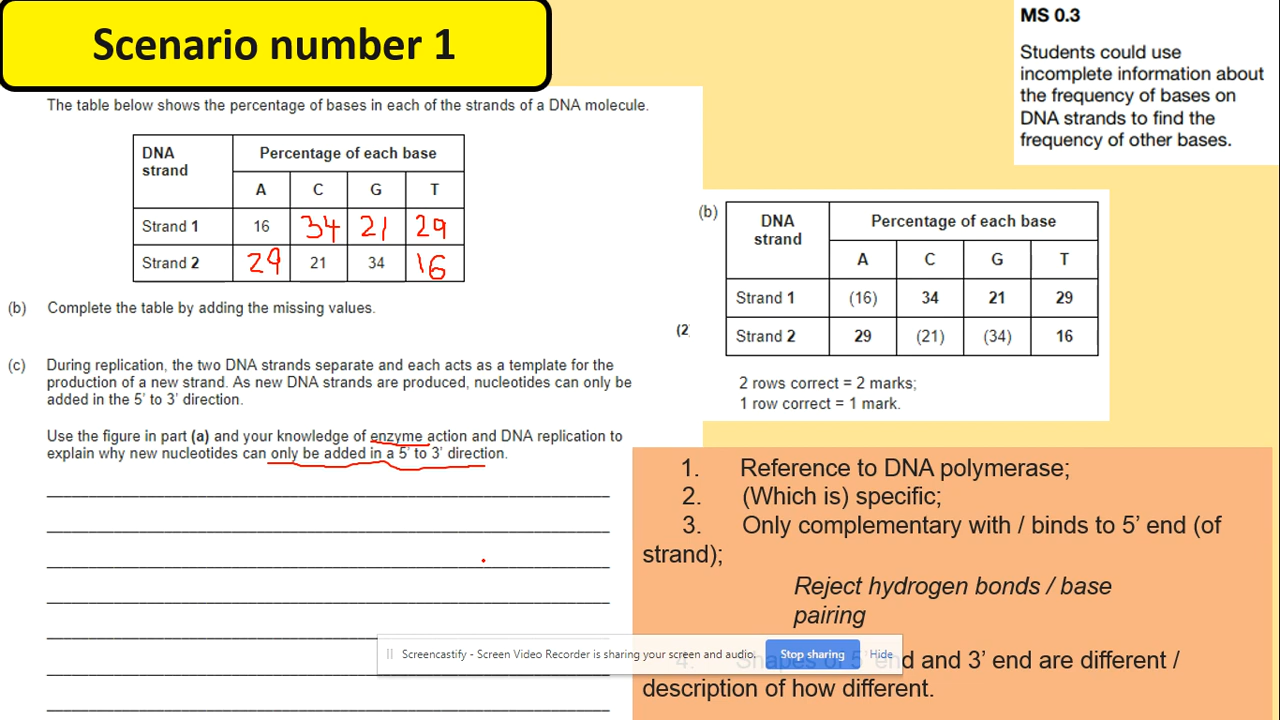 Scenario number 1
MS 0.3
Students could use
incomplete information about
the frequency of bases on
DNA strands to find the
frequency of other bases.
The table below shows the percentage of bases in each of the strands of a DNA molecule.
DNA strand Percentage of each base
A C G T
Strand 1 16 34 21 29
Strand 2 29 21 34 16
(b) Complete the table by adding the missing values.
(2
(c) During replication, the two DNA strands separate and each acts as a template for the
production of a new strand. As new DNA strands are produced, nucleotides can only be
added in the 5’ to 3’ direction.
Use the figure in part (a) and your knowledge of enzyme action and DNA replication to
explain why new nucleotides can only be added in a 5’ to 3’ direction.
(b) DNA strand Percentage of each base
A C G T
Strand 1 (16) 34 21 29
Strand 2 29 (21) (34) 16
2 rows correct = 2 marks;
1 row correct = 1 mark.
1. Reference to DNA polymerase;
2. (Which is) specific;
3. Only complementary with / binds to 5’ end (of
strand);
Reject hydrogen bonds / base
pairing
4. Shapes of 5’ end and 3’ end are different /
description of how different.
Screencastify - Screen Video Recorder is sharing your screen and audio. Stop sharing Hide